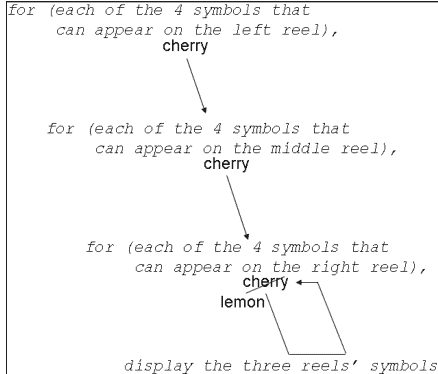 for (each of the 4 symbols that
can appear on the left reel),
cherry
for (each of the 4 symbols that
can appear on the middle reel),
cherry
for (each of the 4 symbols that
can appear on the right reel),
cherry
lemon
display the three reels' symbols